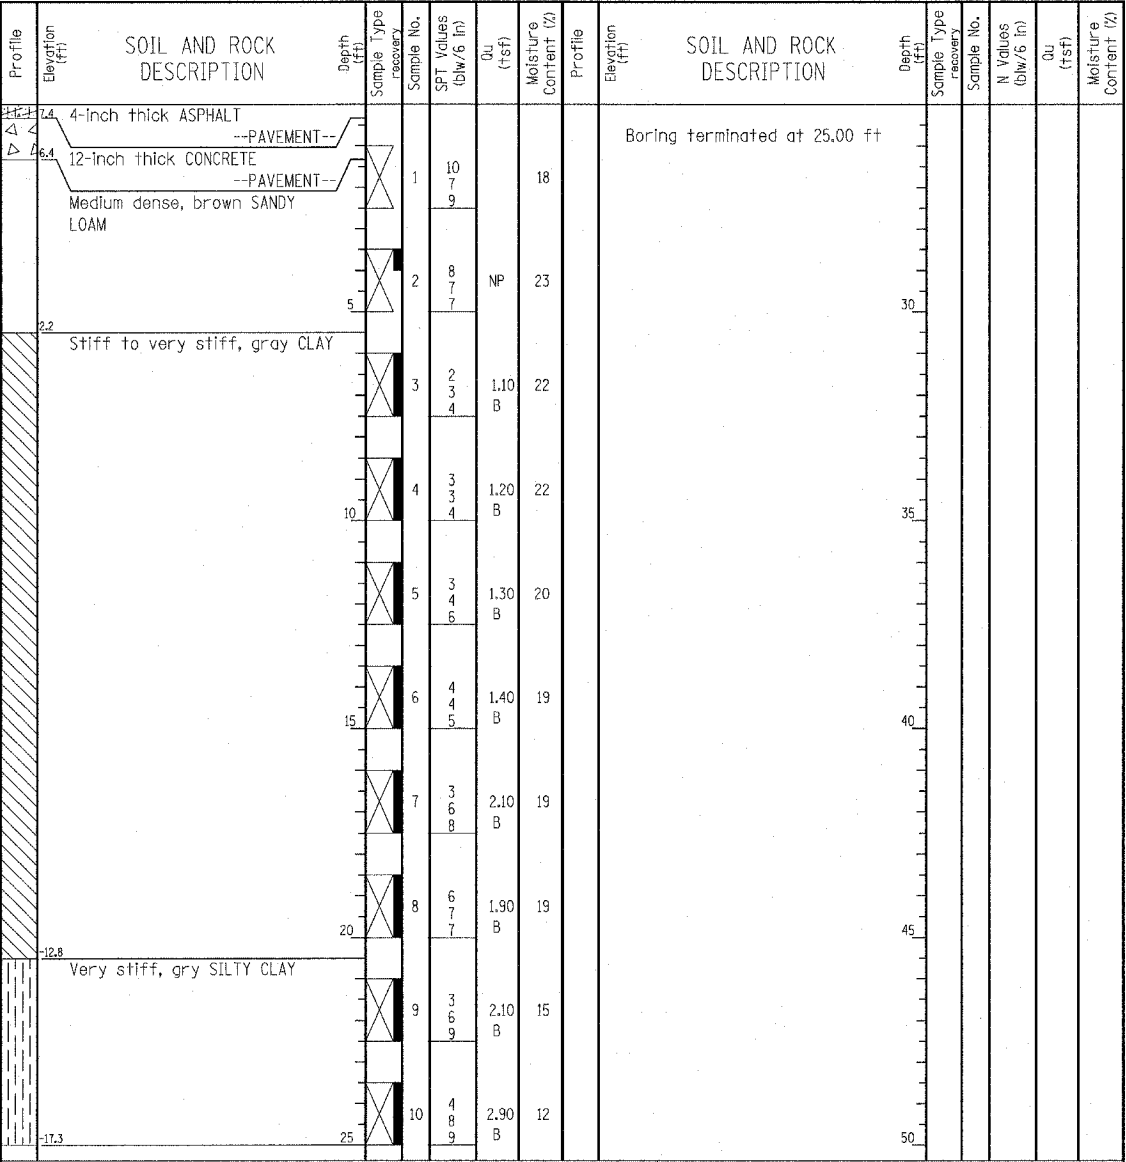 Profile
Elevation
(ft)
SOIL AND ROCK
DESCRIPTION
Depth
(ft)
Sample Type
recovery
Sample No.
SPT Values
(blw/6 in)
Qu
(tsf)
Moisture
Content (%)
Profile
Elevation
(ft)
SOIL AND ROCK
DESCRIPTION
Depth
(ft)
Sample Type
recovery
Sample No.
N Values
(blw/6 in)
Qu
(tsf)
Moisture
Content (%)
7.4 4-inch thick ASPHALT
--PAVEMENT--
6.4 12-inch thick CONCRETE
--PAVEMENT--
Medium dense, brown SANDY
LOAM
1 10 18
7
9
2 8 NP 23
7
7
5
2.2
Stiff to very stiff, gray CLAY
3 2 1.10 22
3 B
4
4 3 1.20 22
3 B
4
10
5 3 1.30 20
4 B
6
6 4 1.40 19
4 B
5
15
7 3 2.10 19
6 B
8
8 6 1.90 19
7 B
7
20
-12.8
Very stiff, gry SILTY CLAY
9 3 2.10 15
6 B
9
10 4 2.90 12
8 B
9
-17.3
25
Boring terminated at 25.00 ft
30
35
40
45
50